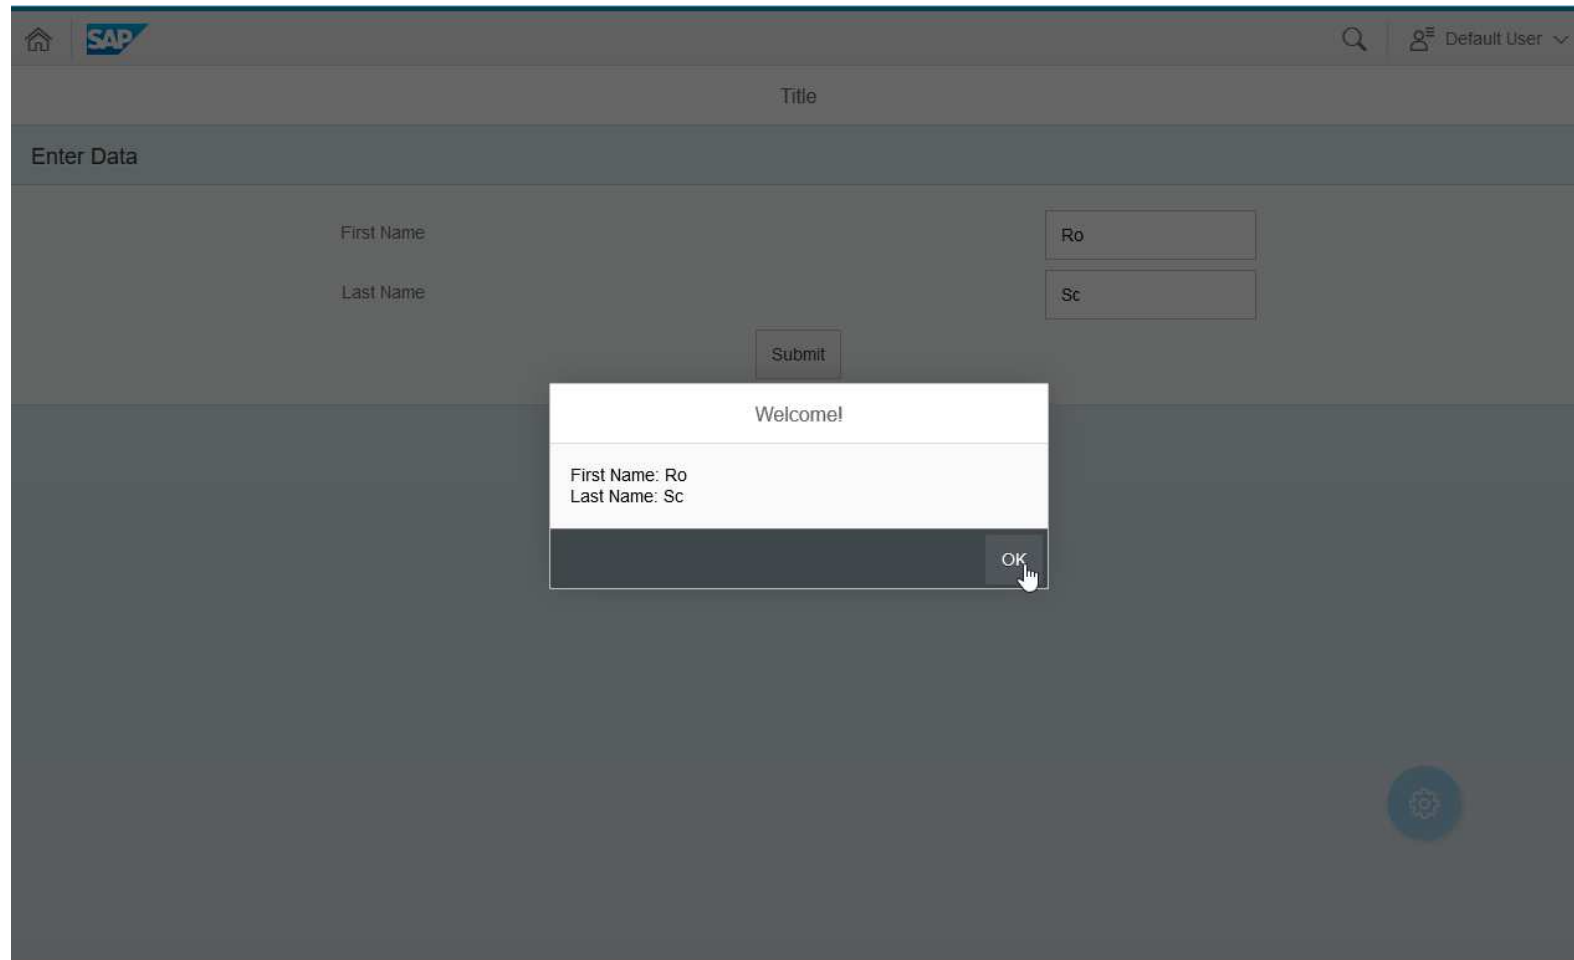 SAP
Default User
Title
Enter Data
First Name
Ro
Last Name
Sc
Submit
Welcome!
First Name: Ro
Last Name: Sc
OK